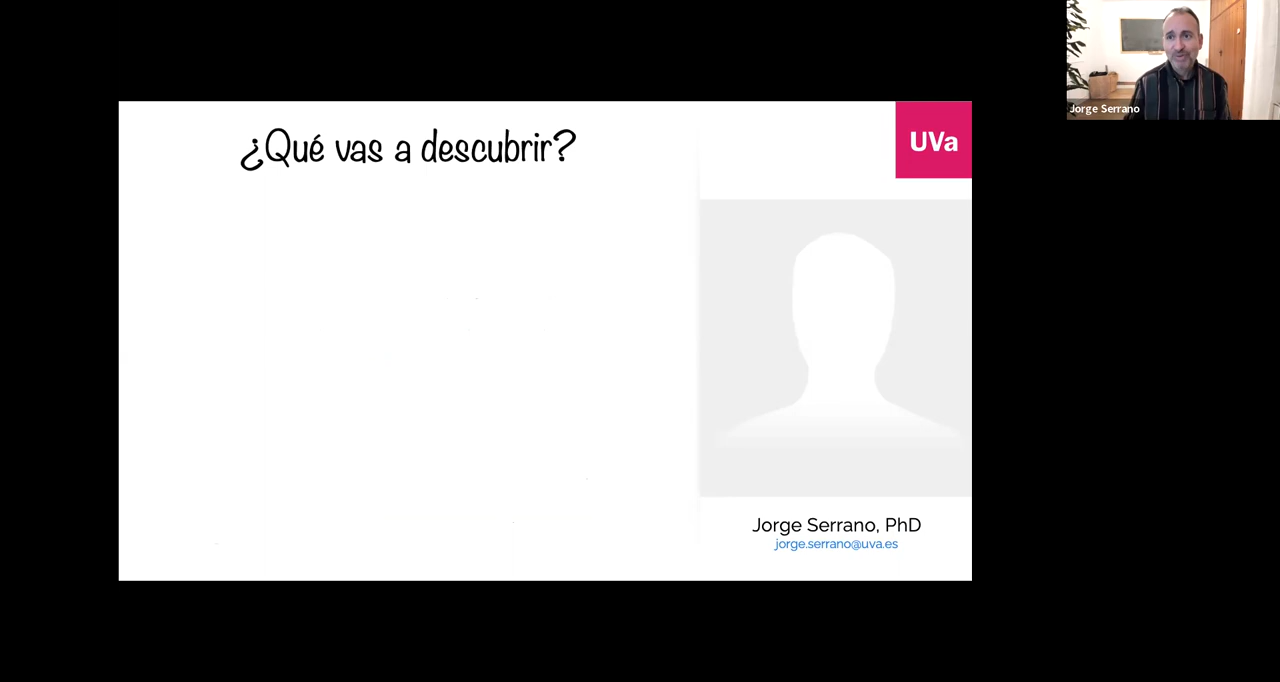 Jorge Serrano
¿Qué vas a descubrir?
UVa
Jorge Serrano, PhD
jorge.serrano@uva.es